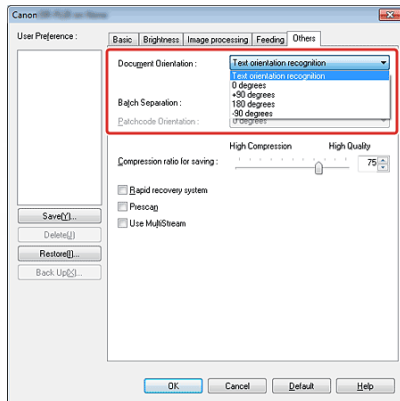 Canon
User Preference :
Basic Brightness Image processing Feeding Others
Document Orientation : Text orientation recognition
Text orientation recognition
0 degrees
+90 degrees
180 degrees
-90 degrees
Batch Separation :
Patchcode Orientation : 0 degrees
High Compression High Quality
Compression ratio for saving : 75
Rapid recovery system
Prescan
Use MultiStream
Save(Y)...
Delete(J)
Restore(I)...
Back Up(X)...
OK Cancel Default Help